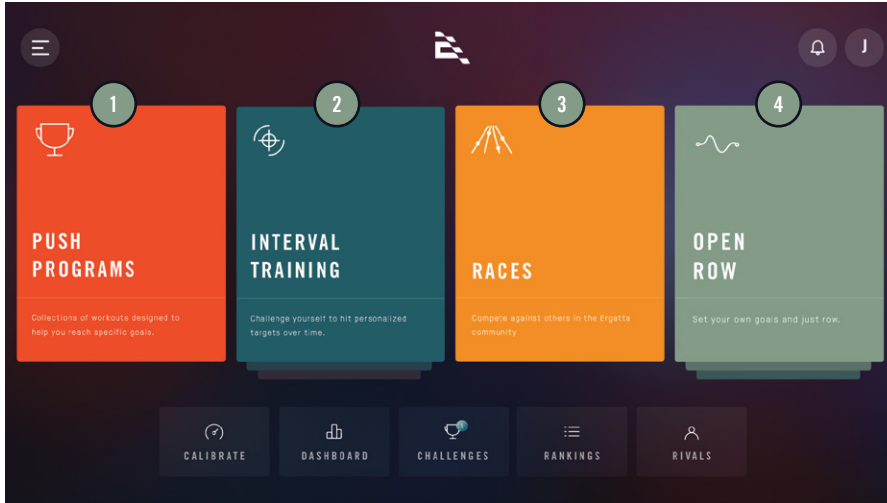 J
1
2
3
4
PUSH
PROGRAMS
Collections of workouts designed to
help you reach specific goals.
INTERVAL
TRAINING
Challenge yourself to hit personalized
targets over time.
RACES
Compete against others in the Ergatta
community
OPEN
ROW
Set your own goals and just row.
CALIBRATE
DASHBOARD
CHALLENGES
RANKINGS
RIVALS